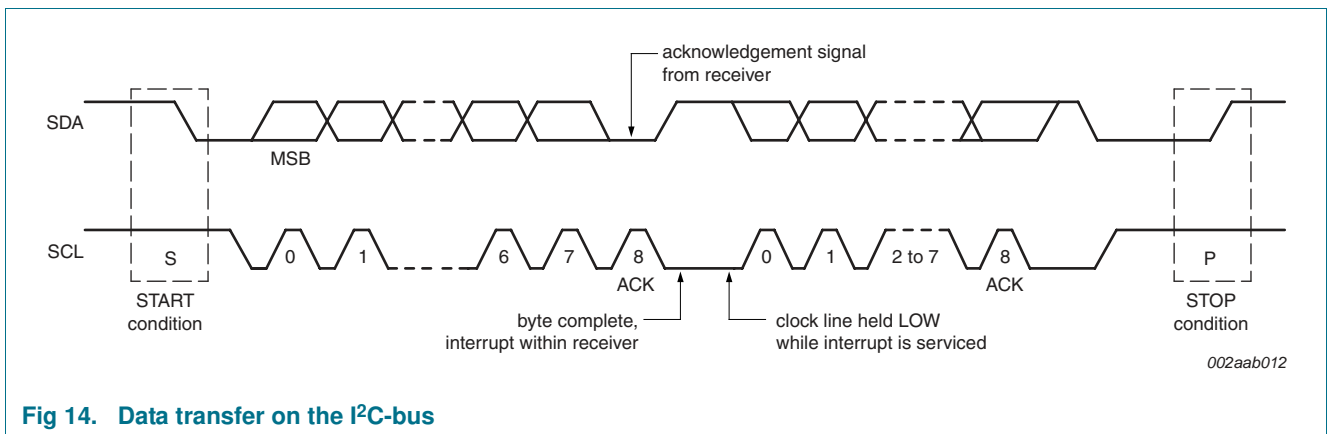 acknowledgement signal
from receiver
SDA
MSB
SCL
S
0
1
6
7
8
0
1
2 to 7
8
P
ACK
ACK
START
condition
byte complete,
interrupt within receiver
clock line held LOW
while interrupt is serviced
STOP
condition
002aab012
Fig 14. Data transfer on the I²C-bus